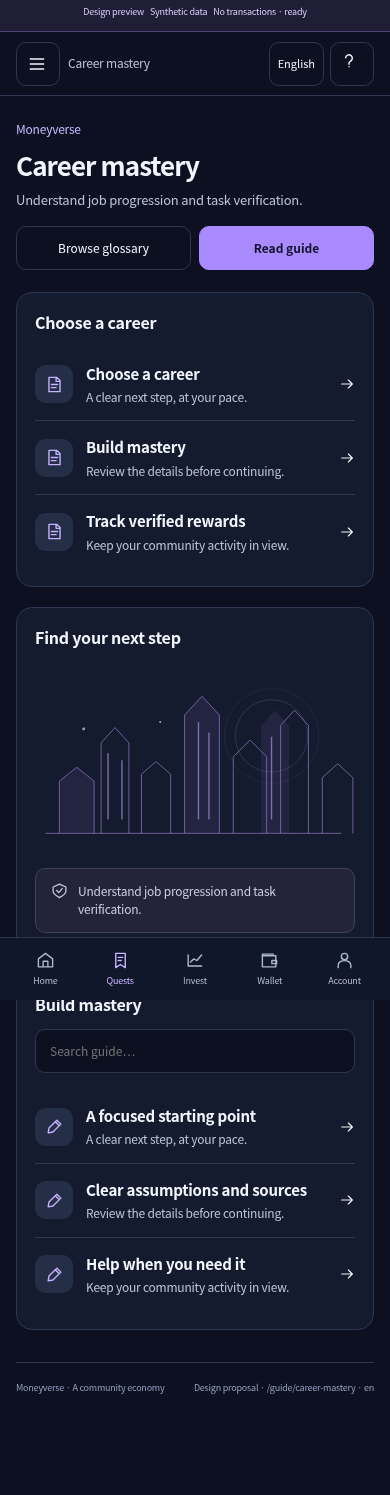 Design preview Synthetic data No transactions · ready
Career mastery
English
?
Moneyverse
Career mastery
Understand job progression and task verification.
Browse glossary
Read guide
Choose a career
Choose a career
A clear next step, at your pace.
Build mastery
Review the details before continuing.
Track verified rewards
Keep your community activity in view.
Find your next step
Understand job progression and task
verification.
Home
Quests
Invest
Wallet
Account
Build mastery
Search guide…
A focused starting point
A clear next step, at your pace.
Clear assumptions and sources
Review the details before continuing.
Help when you need it
Keep your community activity in view.
Moneyverse · A community economy
Design proposal · /guide/career-mastery · en